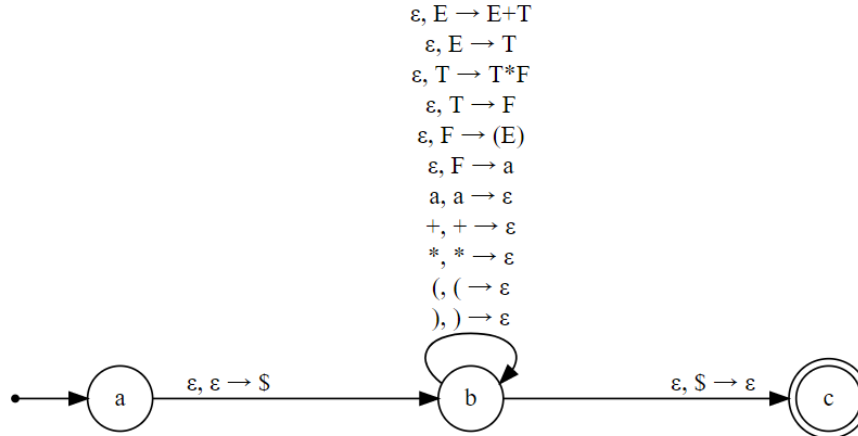 ε, E → E+T
ε, E → T
ε, T → T*F
ε, T → F
ε, F → (E)
ε, F → a
a, a → ε
+, + → ε
*, * → ε
(, ( → ε
), ) → ε
a
ε, ε → $
b
ε, $ → ε
c